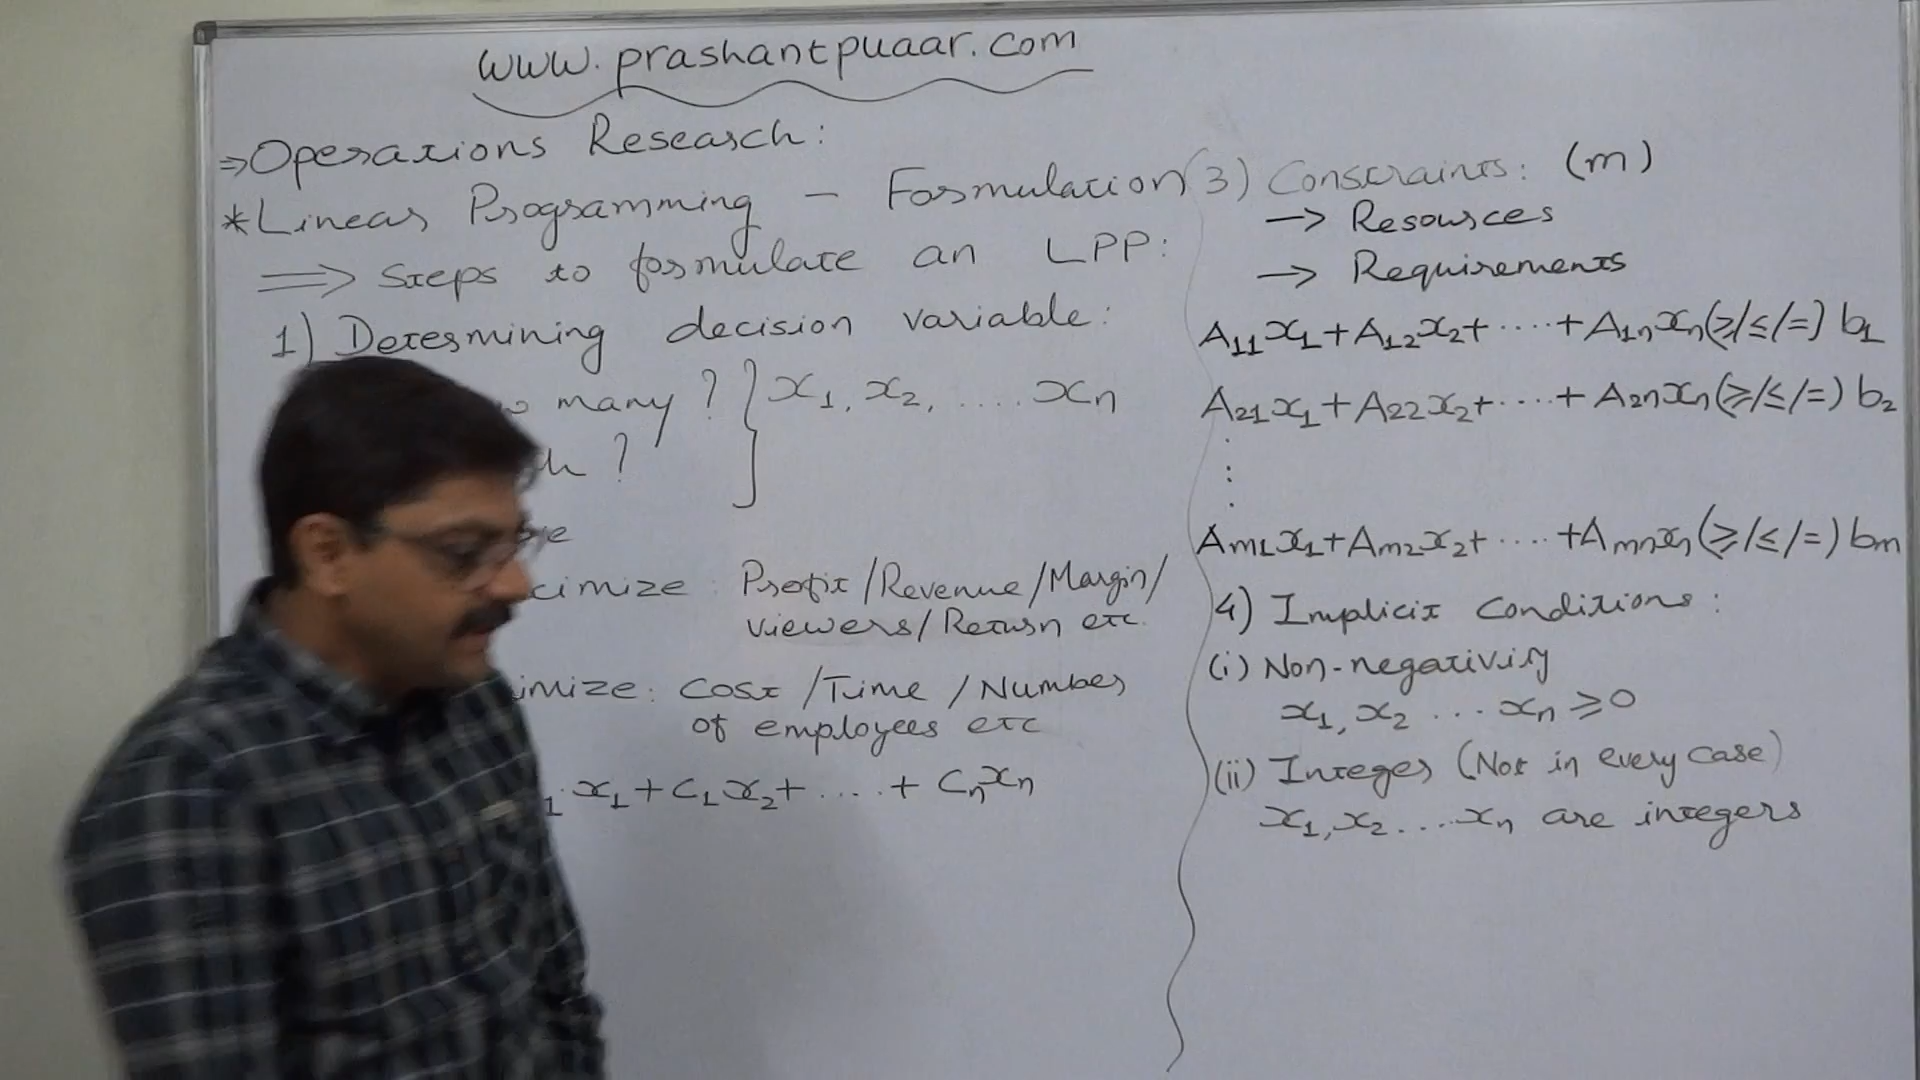 www.prashantpuaar.com
⇒Operations Research:
*Linear Programming - Formulation
⇒ Steps to formulate an LPP:
1) Determining decision variable:
many ? } x₁, x₂, .... xₙ
?
Maximize : Profit/Revenue/Margin/
viewers/Return etc.
imize: Cost /Time /Number
of employees etc
₁ x₁+C₁x₂+ .... + Cₙxₙ
(3) Constraints: (m)
→ Resources
→ Requirements
A₁₁x₁+A₁₂x₂+ ..... +A₁ₙxₙ(≥/≤/=) b₁
A₂₁x₁+A₂₂x₂+ ..... +A₂ₙxₙ(≥/≤/=) b₂
⋮
Aₘ₁x₁+Aₘ₂x₂+ ..... +Aₘₙxₙ(≥/≤/=) bₘ
4) Implicit Conditions:
(i) Non-negativity
x₁, x₂ ... xₙ ≥0
(ii) Integer (Not in every case)
x₁, x₂....xₙ are integers